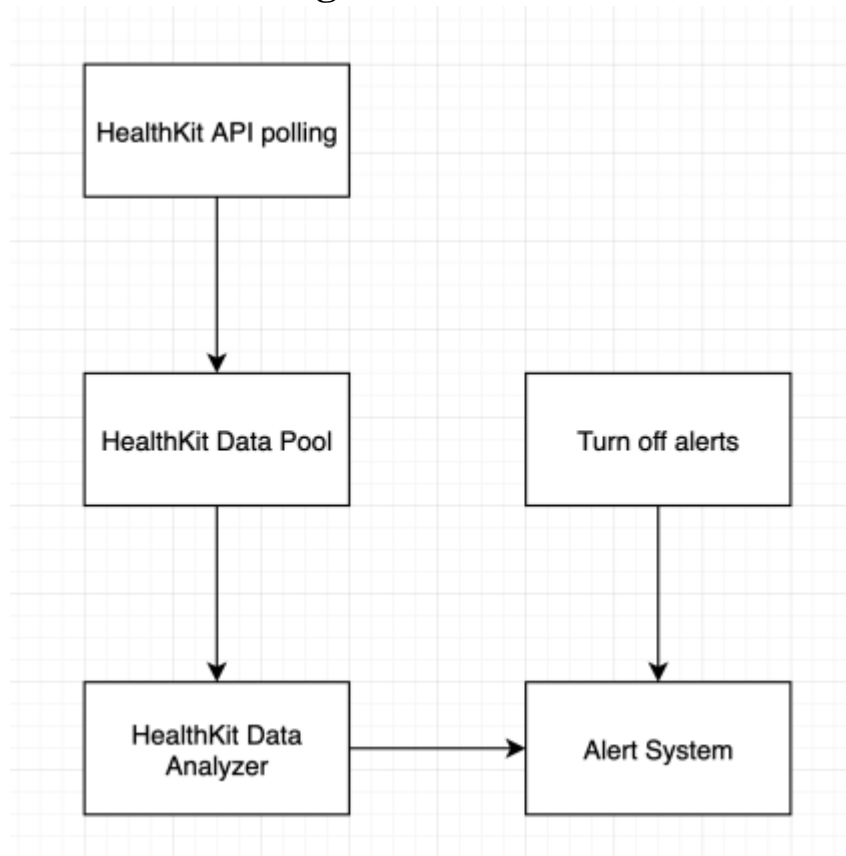 HealthKit API polling
HealthKit Data Pool
Turn off alerts
HealthKit Data
Analyzer
Alert System